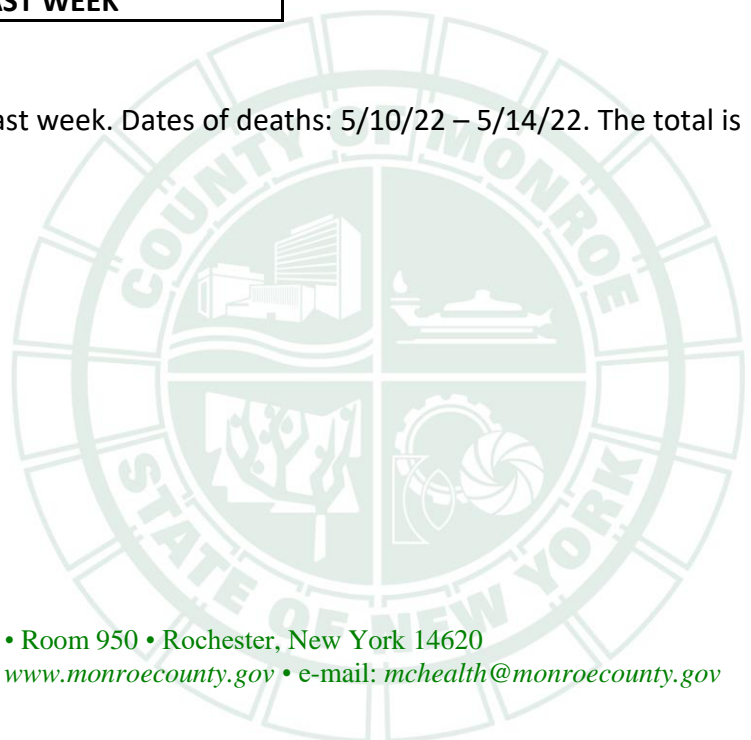 AST WEEK
ast week. Dates of deaths: 5/10/22 – 5/14/22. The total is
COUNTY OF MONROE
STATE OF NEW YORK
• Room 950 • Rochester, New York 14620
www.monroecounty.gov • e-mail: mchealth@monroecounty.gov